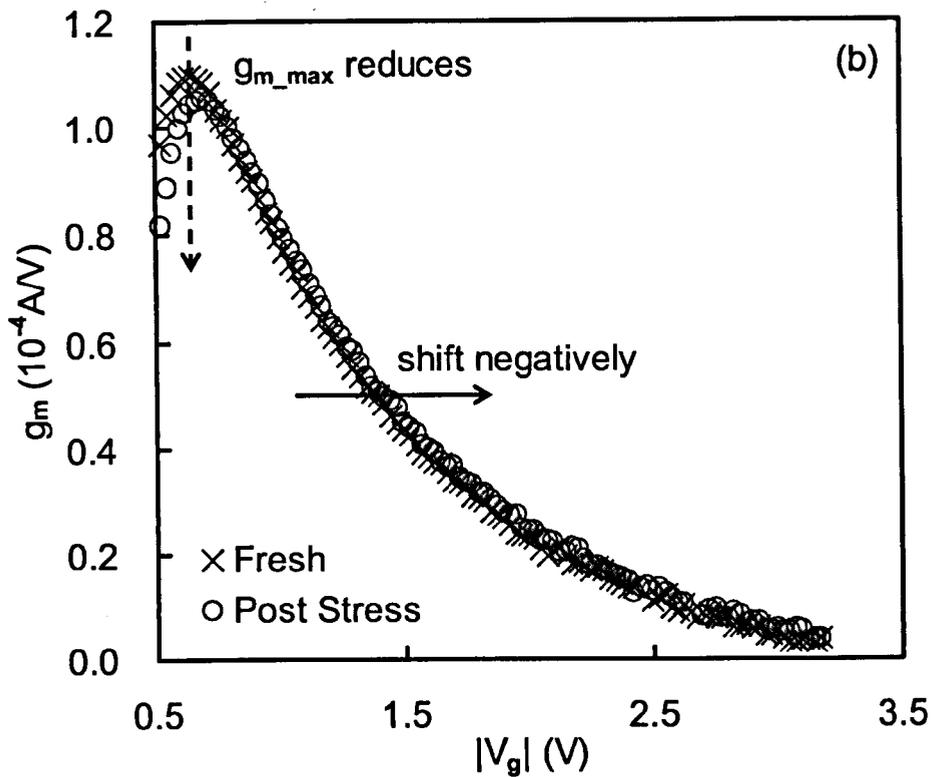 1.2
(b)
g_m_max reduces
1.0
0.8
g_m (10^-4 A/V)
0.6
shift negatively
0.4
0.2
× Fresh
○ Post Stress
0.0
0.5
1.5
2.5
3.5
|V_g| (V)